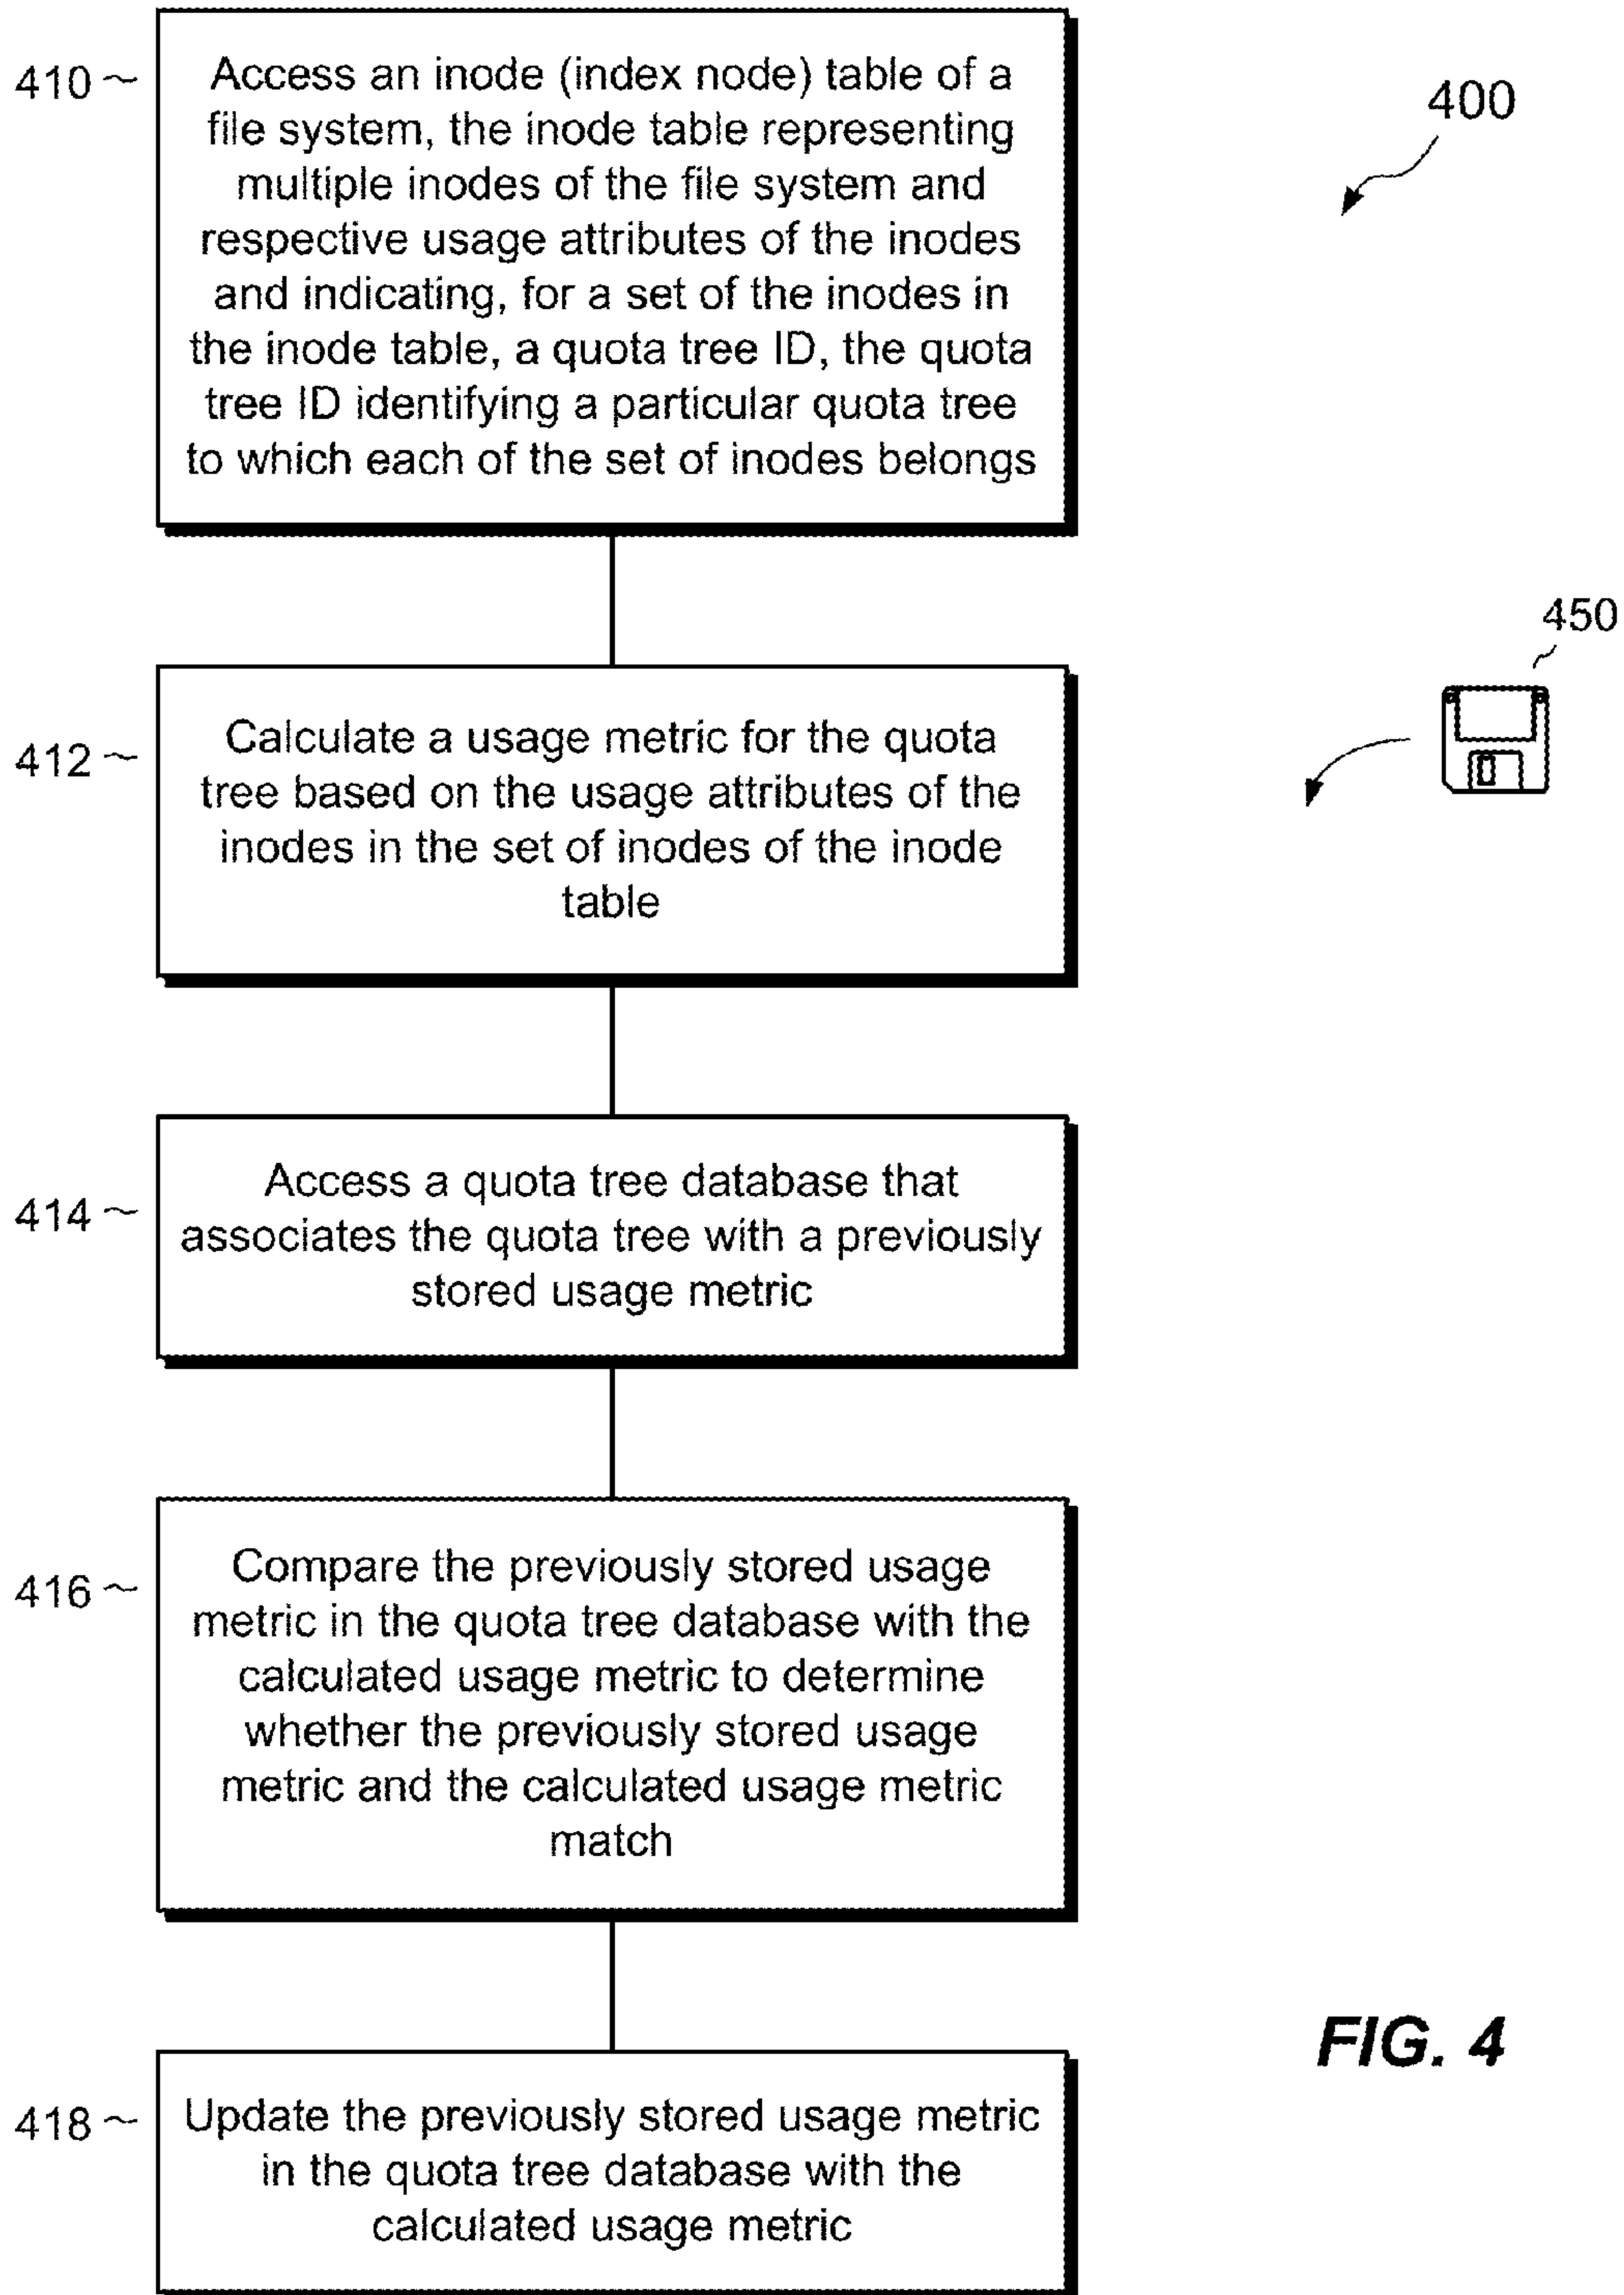 400
410 ~
Access an inode (index node) table of a
file system, the inode table representing
multiple inodes of the file system and
respective usage attributes of the inodes
and indicating, for a set of the inodes in
the inode table, a quota tree ID, the quota
tree ID identifying a particular quota tree
to which each of the set of inodes belongs
450
412 ~
Calculate a usage metric for the quota
tree based on the usage attributes of the
inodes in the set of inodes of the inode
table
414 ~
Access a quota tree database that
associates the quota tree with a previously
stored usage metric
416 ~
Compare the previously stored usage
metric in the quota tree database with the
calculated usage metric to determine
whether the previously stored usage
metric and the calculated usage metric
match
418 ~
Update the previously stored usage metric
in the quota tree database with the
calculated usage metric
FIG. 4